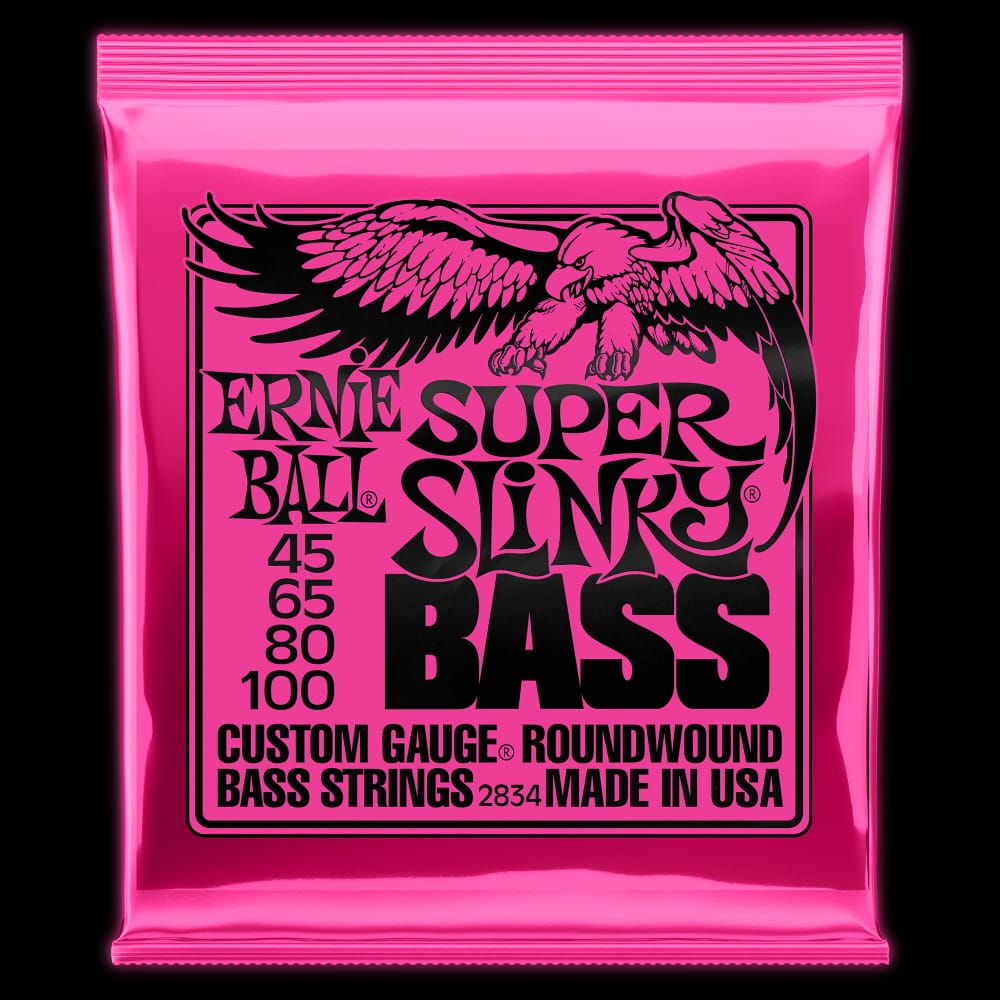 ERNiE
BALL®
SUPER
SLiNKY®
BASS
45
65
80
100
CUSTOM GAUGE® ROUNDWOUND
BASS STRINGS 2834 MADE IN USA